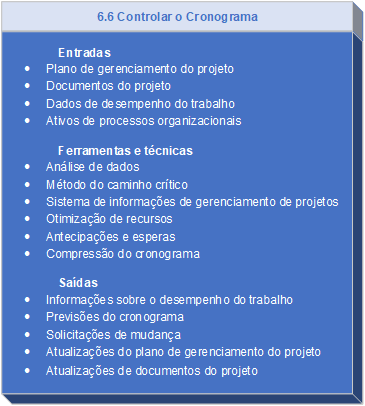 6.6 Controlar o Cronograma
Entradas
• Plano de gerenciamento do projeto
• Documentos do projeto
• Dados de desempenho do trabalho
• Ativos de processos organizacionais
Ferramentas e técnicas
• Análise de dados
• Método do caminho crítico
• Sistema de informações de gerenciamento de projetos
• Otimização de recursos
• Antecipações e esperas
• Compressão do cronograma
Saídas
• Informações sobre o desempenho do trabalho
• Previsões do cronograma
• Solicitações de mudança
• Atualizações do plano de gerenciamento do projeto
• Atualizações de documentos do projeto